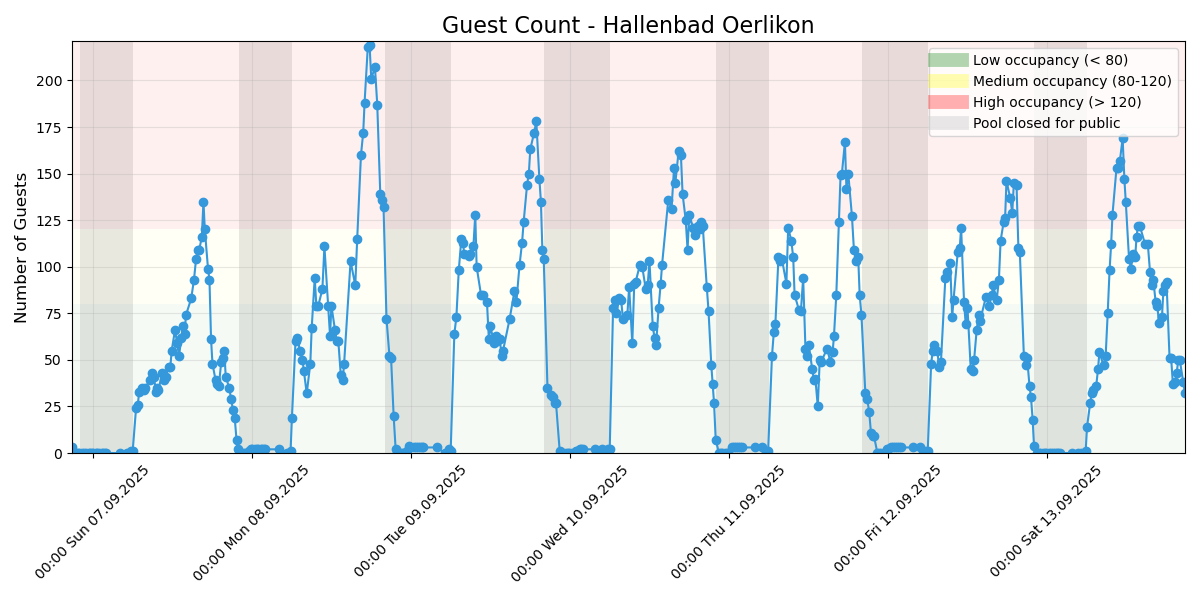 Guest Count - Hallenbad Oerlikon
Number of Guests
200
175
150
125
100
75
50
25
0
Low occupancy (< 80)
Medium occupancy (80-120)
High occupancy (> 120)
Pool closed for public
00:00 Sun 07.09.2025
00:00 Mon 08.09.2025
00:00 Tue 09.09.2025
00:00 Wed 10.09.2025
00:00 Thu 11.09.2025
00:00 Fri 12.09.2025
00:00 Sat 13.09.2025